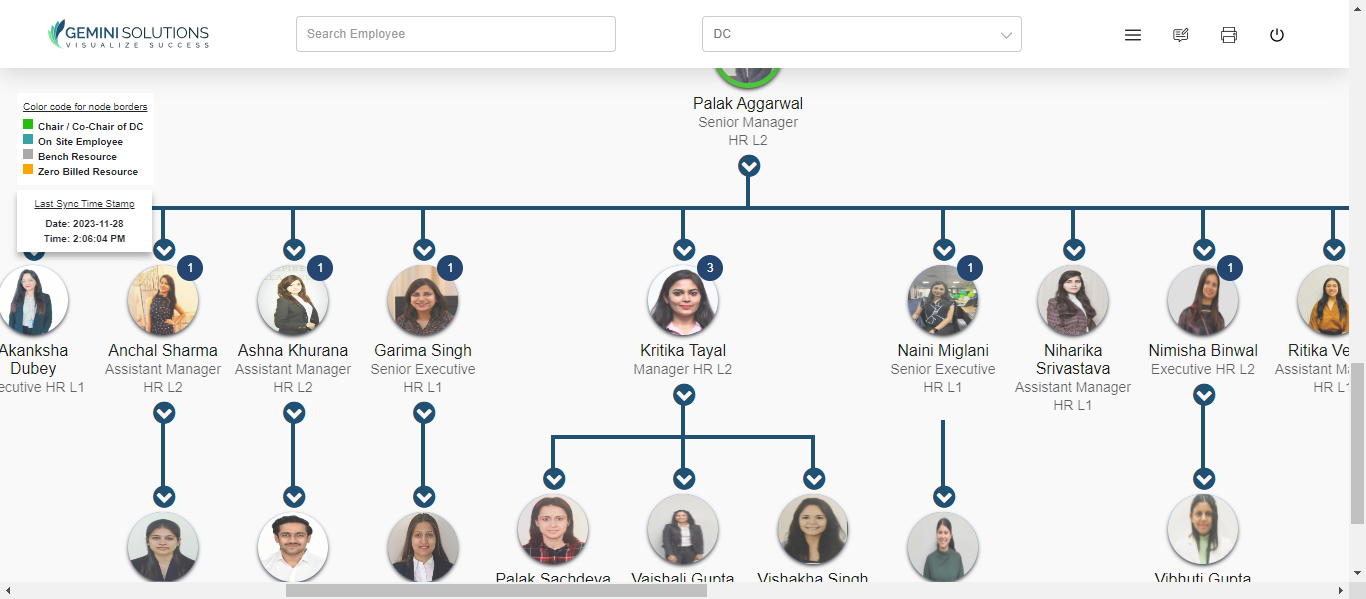 GEMINI SOLUTIONS
VISUALIZE SUCCESS
Search Employee
DC
Color code for node borders
Chair / Co-Chair of DC
On Site Employee
Bench Resource
Zero Billed Resource
Last Sync Time Stamp
Date: 2023-11-28
Time: 2:06:04 PM
Palak Aggarwal
Senior Manager
HR L2
Akanksha
Dubey
ecutive HR L1
1
Anchal Sharma
Assistant Manager
HR L2
1
Ashna Khurana
Assistant Manager
HR L2
1
Garima Singh
Senior Executive
HR L1
3
Kritika Tayal
Manager HR L2
1
Naini Miglani
Senior Executive
HR L1
Niharika
Srivastava
Assistant Manager
HR L1
1
Nimisha Binwal
Executive HR L2
Ritika Ve
Assistant Ma
HR L1
Palak Sachdeva
Vaishali Gupta
Vishakha Singh
Vibhuti Gupta